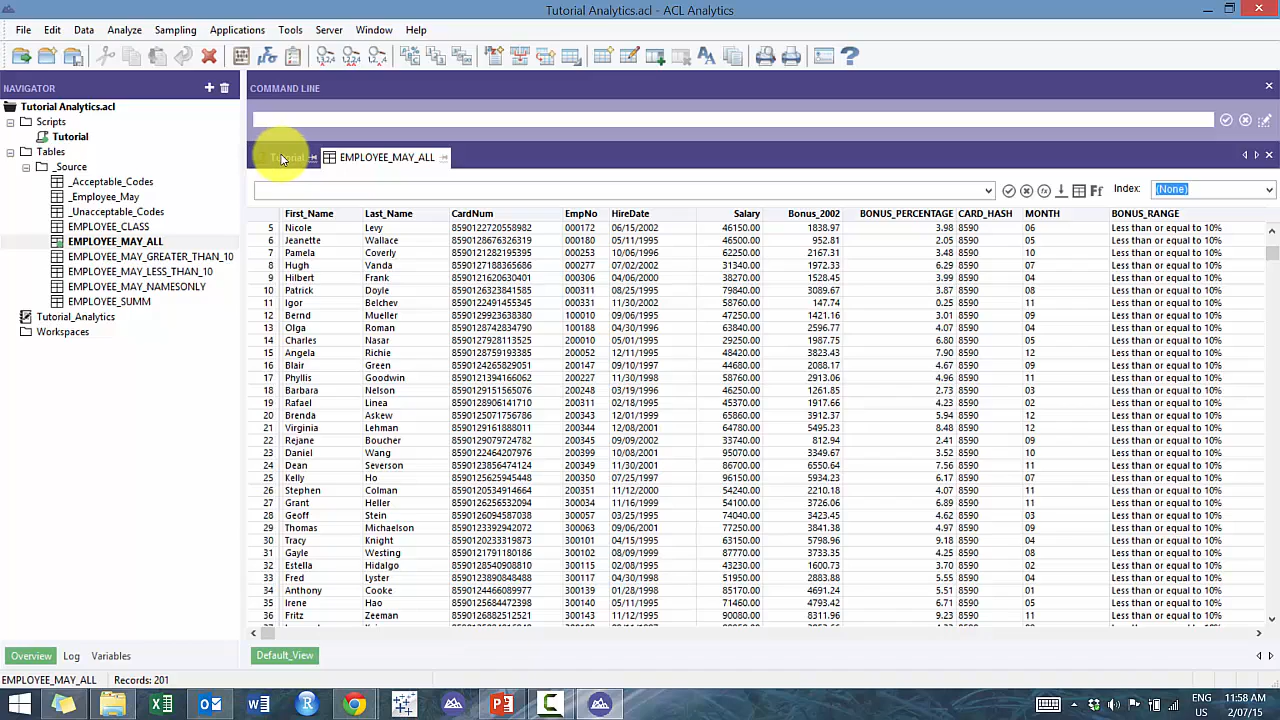 Tutorial Analytics.acl - ACL Analytics
File Edit Data Analyze Sampling Applications Tools Server Window Help
NAVIGATOR
COMMAND LINE
Tutorial Analytics.acl
Scripts
Tutorial
Tables
_Source
_Acceptable_Codes
_Employee_May
_Unacceptable_Codes
EMPLOYEE_CLASS
EMPLOYEE_MAY_ALL
EMPLOYEE_MAY_GREATER_THAN_10
EMPLOYEE_MAY_LESS_THAN_10
EMPLOYEE_MAY_NAMESONLY
EMPLOYEE_SUMM
Tutorial_Analytics
Workspaces
Tutorial EMPLOYEE_MAY_ALL
Index: (None)
First_Name Last_Name CardNum EmpNo HireDate Salary Bonus_2002 BONUS_PERCENTAGE CARD_HASH MONTH BONUS_RANGE
5 Nicole Levy 8590122720558982 000172 06/15/2002 46150.00 1838.97 3.98 8590 06 Less than or equal to 10%
6 Jeanette Wallace 8590128676326319 000180 05/11/1995 46500.00 952.81 2.05 8590 05 Less than or equal to 10%
7 Pamela Coverly 8590121282195395 000253 10/06/1996 62250.00 2167.31 3.48 8590 10 Less than or equal to 10%
8 Hugh Vanda 8590127188365686 000277 07/02/2002 31340.00 1972.33 6.29 8590 07 Less than or equal to 10%
9 Hilbert Frank 8590121620630401 000306 04/06/2000 38340.00 1528.45 3.99 8590 04 Less than or equal to 10%
10 Patrick Doyle 8590126323841585 000311 08/25/1995 79840.00 3089.67 3.87 8590 08 Less than or equal to 10%
11 Igor Belchev 8590122491455345 000331 11/30/2002 58760.00 147.74 0.25 8590 11 Less than or equal to 10%
12 Bernd Mueller 8590129923638380 100010 09/06/1995 47250.00 1421.16 3.01 8590 09 Less than or equal to 10%
13 Olga Roman 8590128742834790 100188 04/30/1996 63840.00 2596.77 4.07 8590 04 Less than or equal to 10%
14 Charles Nasar 8590127928113525 200010 05/01/1995 29250.00 1987.75 6.80 8590 05 Less than or equal to 10%
15 Angela Richie 8590128759193385 200052 12/11/1995 48420.00 3823.43 7.90 8590 12 Less than or equal to 10%
16 Blair Green 8590124265829051 200147 09/10/1997 44680.00 2088.17 4.67 8590 09 Less than or equal to 10%
17 Phyllis Goodwin 8590121394166062 200227 11/30/1998 58760.00 2913.06 4.96 8590 11 Less than or equal to 10%
18 Barbara Nelson 8590129151565076 200248 03/19/1996 46250.00 1261.85 2.73 8590 03 Less than or equal to 10%
19 Rafael Linea 8590128906141710 200311 02/18/1995 45370.00 1917.66 4.23 8590 02 Less than or equal to 10%
20 Brenda Askew 8590125071756786 200343 12/01/1999 65860.00 3912.37 5.94 8590 12 Less than or equal to 10%
21 Virginia Lehman 8590129161888011 200344 12/08/2001 64780.00 5495.23 8.48 8590 12 Less than or equal to 10%
22 Rejane Boucher 8590129079724782 200345 09/09/2002 33740.00 812.94 2.41 8590 09 Less than or equal to 10%
23 Daniel Wang 8590122464207976 200399 10/08/2001 95070.00 3349.67 3.52 8590 10 Less than or equal to 10%
24 Dean Severson 8590123856474124 200349 11/30/2001 86700.00 6550.64 7.56 8590 11 Less than or equal to 10%
25 Kelly Ho 8590125625945448 200350 07/25/1997 96150.00 5934.23 6.17 8590 07 Less than or equal to 10%
26 Stephen Colman 8590120534914664 200351 11/12/2000 54240.00 2210.18 4.07 8590 11 Less than or equal to 10%
27 Grant Heller 8590126256532094 300008 11/16/1999 54100.00 3726.06 6.89 8590 11 Less than or equal to 10%
28 Geoff Stein 8590126094587038 300057 03/25/1995 74040.00 3423.25 4.62 8590 03 Less than or equal to 10%
29 Thomas Michaelson 8590123392942072 300063 09/06/2001 77250.00 3841.38 4.97 8590 09 Less than or equal to 10%
30 Tracy Knight 8590122233319873 300101 04/15/1995 63150.00 5798.96 9.18 8590 04 Less than or equal to 10%
31 Gayle Westing 8590121791180186 300102 08/09/1999 87770.00 3733.35 4.25 8590 08 Less than or equal to 10%
32 Estella Hidalgo 8590128540908810 300115 02/08/1995 43230.00 1600.73 3.70 8590 02 Less than or equal to 10%
33 Fred Lyster 8590123890848488 300117 04/30/1998 51950.00 2883.88 5.55 8590 04 Less than or equal to 10%
34 Anthony Cooke 8590124466089977 300139 01/28/1995 85170.00 4691.24 5.51 8590 01 Less than or equal to 10%
35 Irene Hao 8590125684472398 300140 05/11/1995 71460.00 4793.42 6.71 8590 05 Less than or equal to 10%
36 Fritz Zeeman 8590126882512521 300141 11/12/1995 90080.00 8315.66 9.23 8590 11 Less than or equal to 10%
Overview Log Variables
Default_View
EMPLOYEE_MAY_ALL Records: 201
ENG
US
11:58 AM
2/07/15